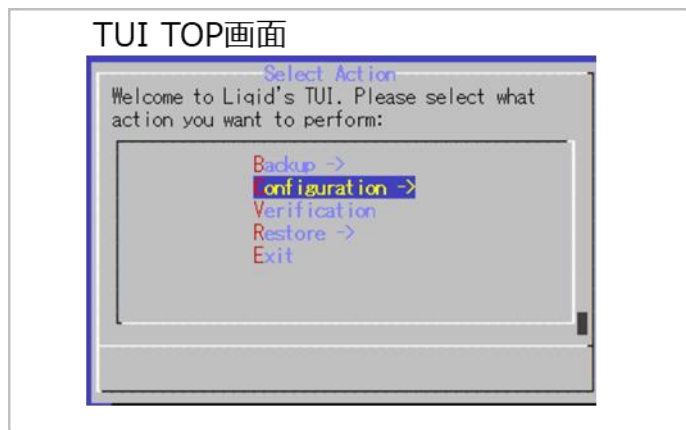 TUI TOP画面
Select Action
Welcome to Liqid's TUI. Please select what
action you want to perform:
Backup ->
Configuration ->
Verification
Restore ->
Exit